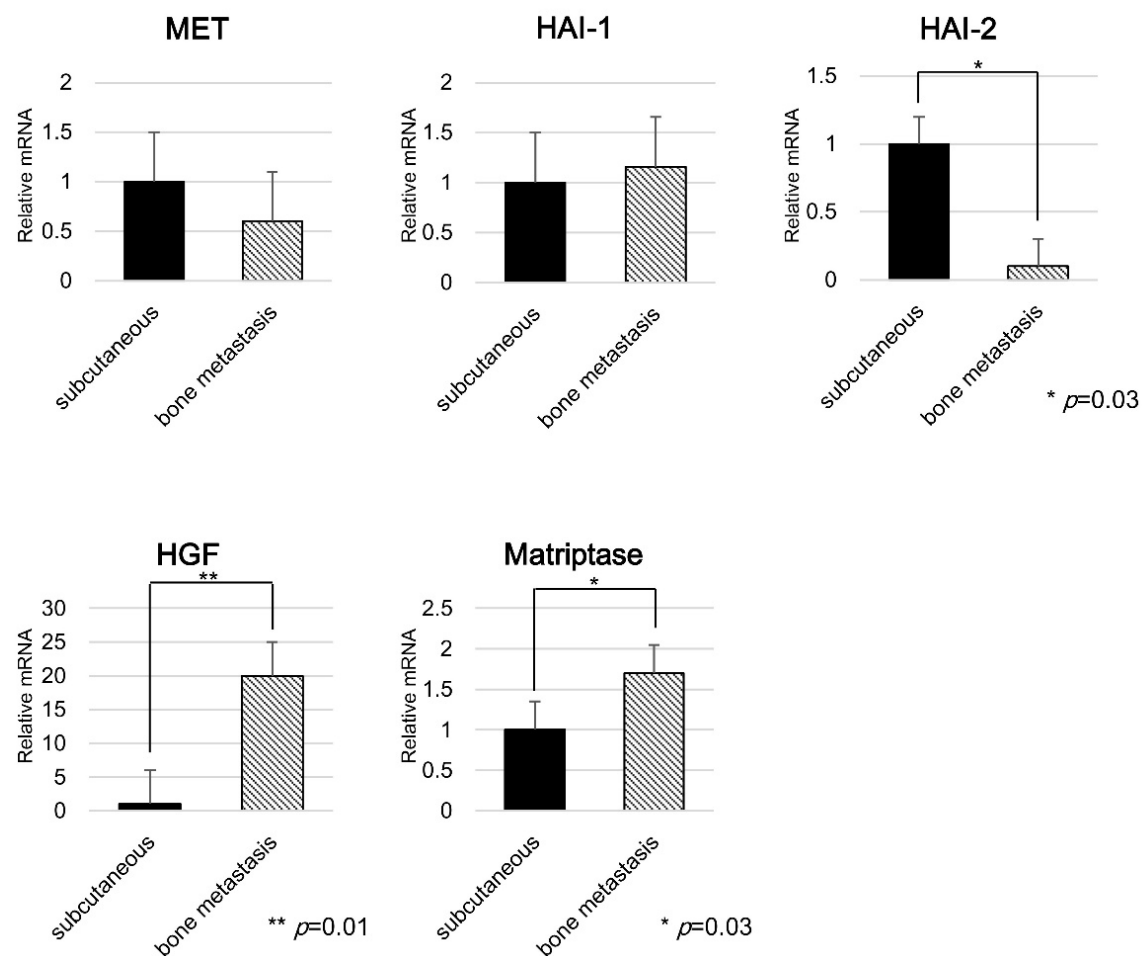 MET
Relative mRNA
2
1.5
1
0.5
0
subcutaneous
bone metastasis
HAI-1
Relative mRNA
2
1.5
1
0.5
0
subcutaneous
bone metastasis
HAI-2
*
Relative mRNA
1.5
1
0.5
0
subcutaneous
bone metastasis
* p=0.03
HGF
**
Relative mRNA
30
25
20
15
10
5
0
subcutaneous
bone metastasis
** p=0.01
Matriptase
*
Relative mRNA
2.5
2
1.5
1
0.5
0
subcutaneous
bone metastasis
* p=0.03